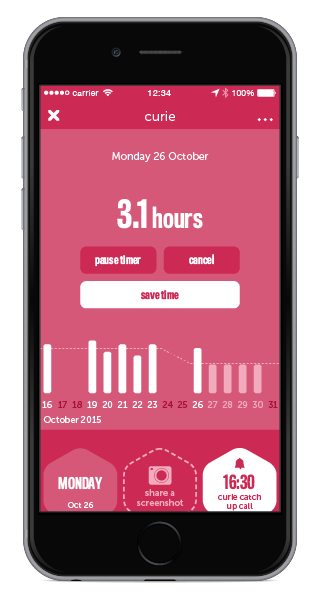 carrier 12:34 100%
curie
Monday 26 October
3.1 hours
pause timer cancel
save time
16 17 18 19 20 21 22 23 24 25 26 27 28 29 30 31
October 2015
MONDAY
Oct 26
share a
screenshot
16:30
curie catch
up call